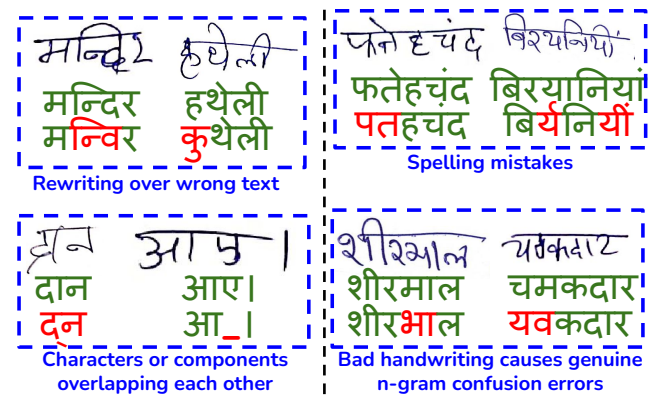 मन्दिर हथेली
मन्दिर हथेली
मन्विर कुथेली
Rewriting over wrong text
फतेहचंद बिरयनियों
फतेहचंद बिरयानियां
पतहचंद बिर्यनियीं
Spelling mistakes
दान आए।
दान आए।
द्न आ_।
Characters or components
overlapping each other
शीरमाल चमकदार
शीरमाल चमकदार
शीरभाल यवकदार
Bad handwriting causes genuine
n-gram confusion errors